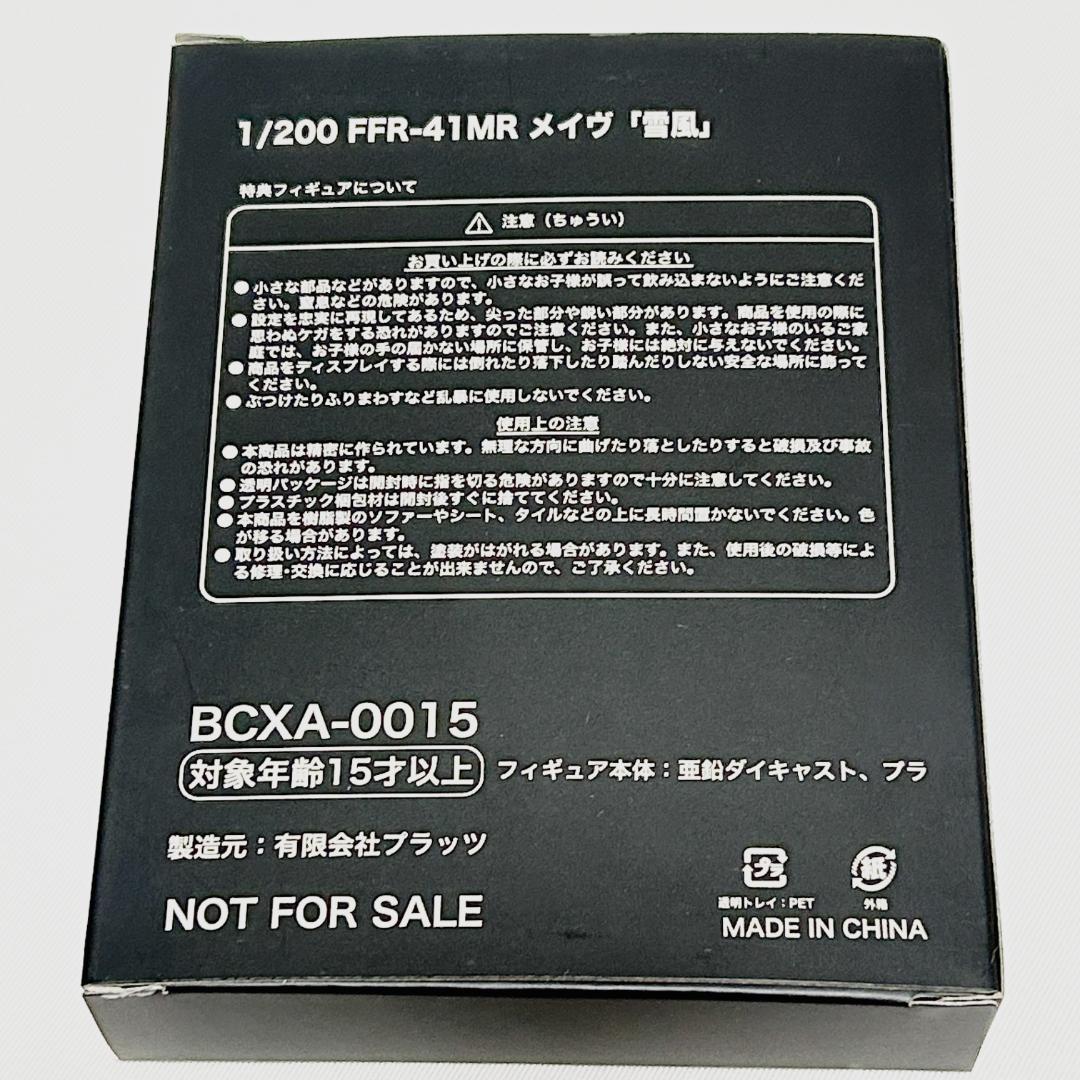 1/200 FFR-41MR メイヴ「雪風」
特典フィギュアについて
注意（ちゅうい）
お買い上げの際に必ずお読みください
●小さな部品などがありますので、小さなお子様が誤って飲み込まないようにご注意くだ
さい。窒息などの危険があります。
●設定を忠実に再現してあるため、尖った部分や鋭い部分があります。商品を使用の際に
思わぬケガをする恐れがありますのでご注意ください。また、小さなお子様のいるご家
庭では、お子様の手の届かない場所に保管し、お子様には絶対に与えないでください。
●商品をディスプレイする際には倒れたり落下したり踏んだりしない安全な場所に飾って
ください。
●ぶつけたりふりまわすなど乱暴に使用しないでください。
使用上の注意
●本商品は精密に作られています。無理な方向に曲げたり落としたりすると破損及び事故
の恐れがあります。
●透明パッケージは開封時に指を切る危険がありますので十分に注意してください。
●プラスチック梱包材は開封後すぐに捨ててください。
●本商品を樹脂製のソファーやシート、タイルなどの上に長時間置かないでください。色
が移る場合があります。
●取り扱い方法によっては、塗装がはがれる場合があります。また、使用後の破損等によ
る修理・交換に応じることが出来ませんので、ご了承ください。
BCXA-0015
対象年齢15才以上 フィギュア本体：亜鉛ダイキャスト、プラ
製造元：有限会社プラッツ
プラ 紙
透明トレイ：PET 外箱
NOT FOR SALE
MADE IN CHINA